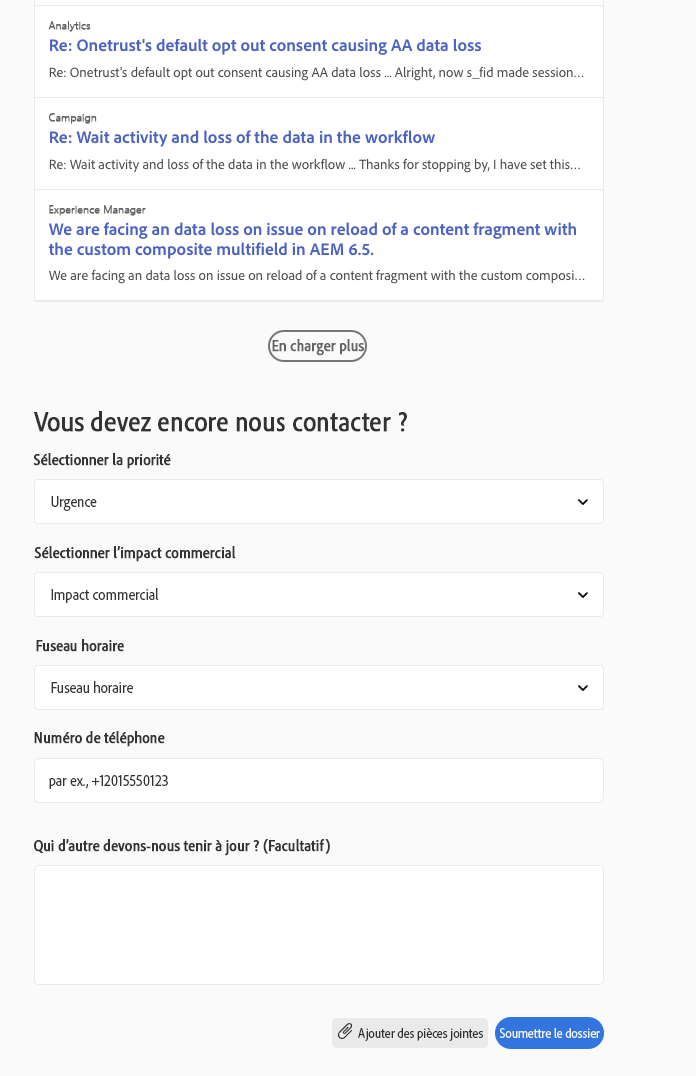 Analytics
Re: Onetrust's default opt out consent causing AA data loss
Re: Onetrust's default opt out consent causing AA data loss ... Alright, now s_fid made session...
Campaign
Re: Wait activity and loss of the data in the workflow
Re: Wait activity and loss of the data in the workflow ... Thanks for stopping by, I have set this...
Experience Manager
We are facing an data loss on issue on reload of a content fragment with
the custom composite multifield in AEM 6.5.
We are facing an data loss on issue on reload of a content fragment with the custom composi...
En charger plus
Vous devez encore nous contacter ?
Sélectionner la priorité
Urgence
Sélectionner l’impact commercial
Impact commercial
Fuseau horaire
Fuseau horaire
Numéro de téléphone
par ex., +12015550123
Qui d’autre devons-nous tenir à jour ? (Facultatif)
Ajouter des pièces jointes
Soumettre le dossier